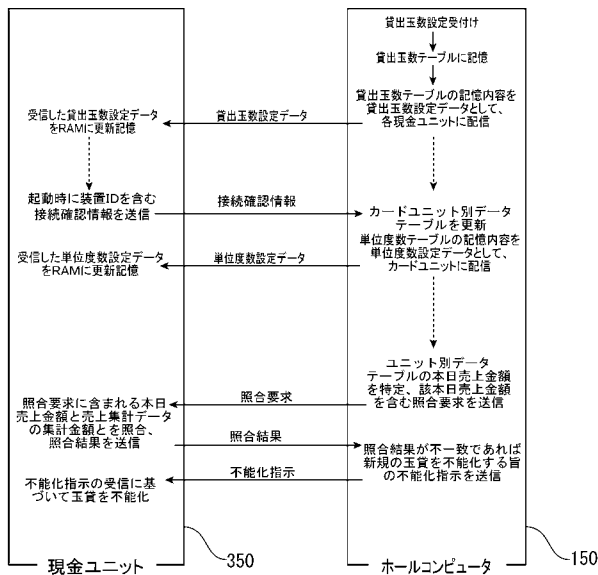 貸出玉数設定受付け
貸出玉数テーブルに記憶
貸出玉数テーブルの記憶内容を
貸出玉数設定データとして、
各現金ユニットに配信
貸出玉数設定データ
受信した貸出玉数設定データ
をRAMに更新記憶
起動時に装置IDを含む
接続確認情報を送信
接続確認情報
カードユニット別データ
テーブルを更新
単位度数テーブルの記憶内容を
単位度数設定データとして、
カードユニットに配信
単位度数設定データ
受信した単位度数設定データ
をRAMに更新記憶
ユニット別データ
テーブルの本日売上金額
を特定、該本日売上金額
を含む照合要求を送信
照合要求
照合要求に含まれる本日
売上金額と売上集計データ
の集計金額とを照合、
照合結果を送信
照合結果
照合結果が不一致であれば
新規の玉貸を不能化する旨
の不能化指示を送信
不能化指示
不能化指示の受信に基
づいて玉貸を不能化
現金ユニット
350
ホールコンピュータ
150